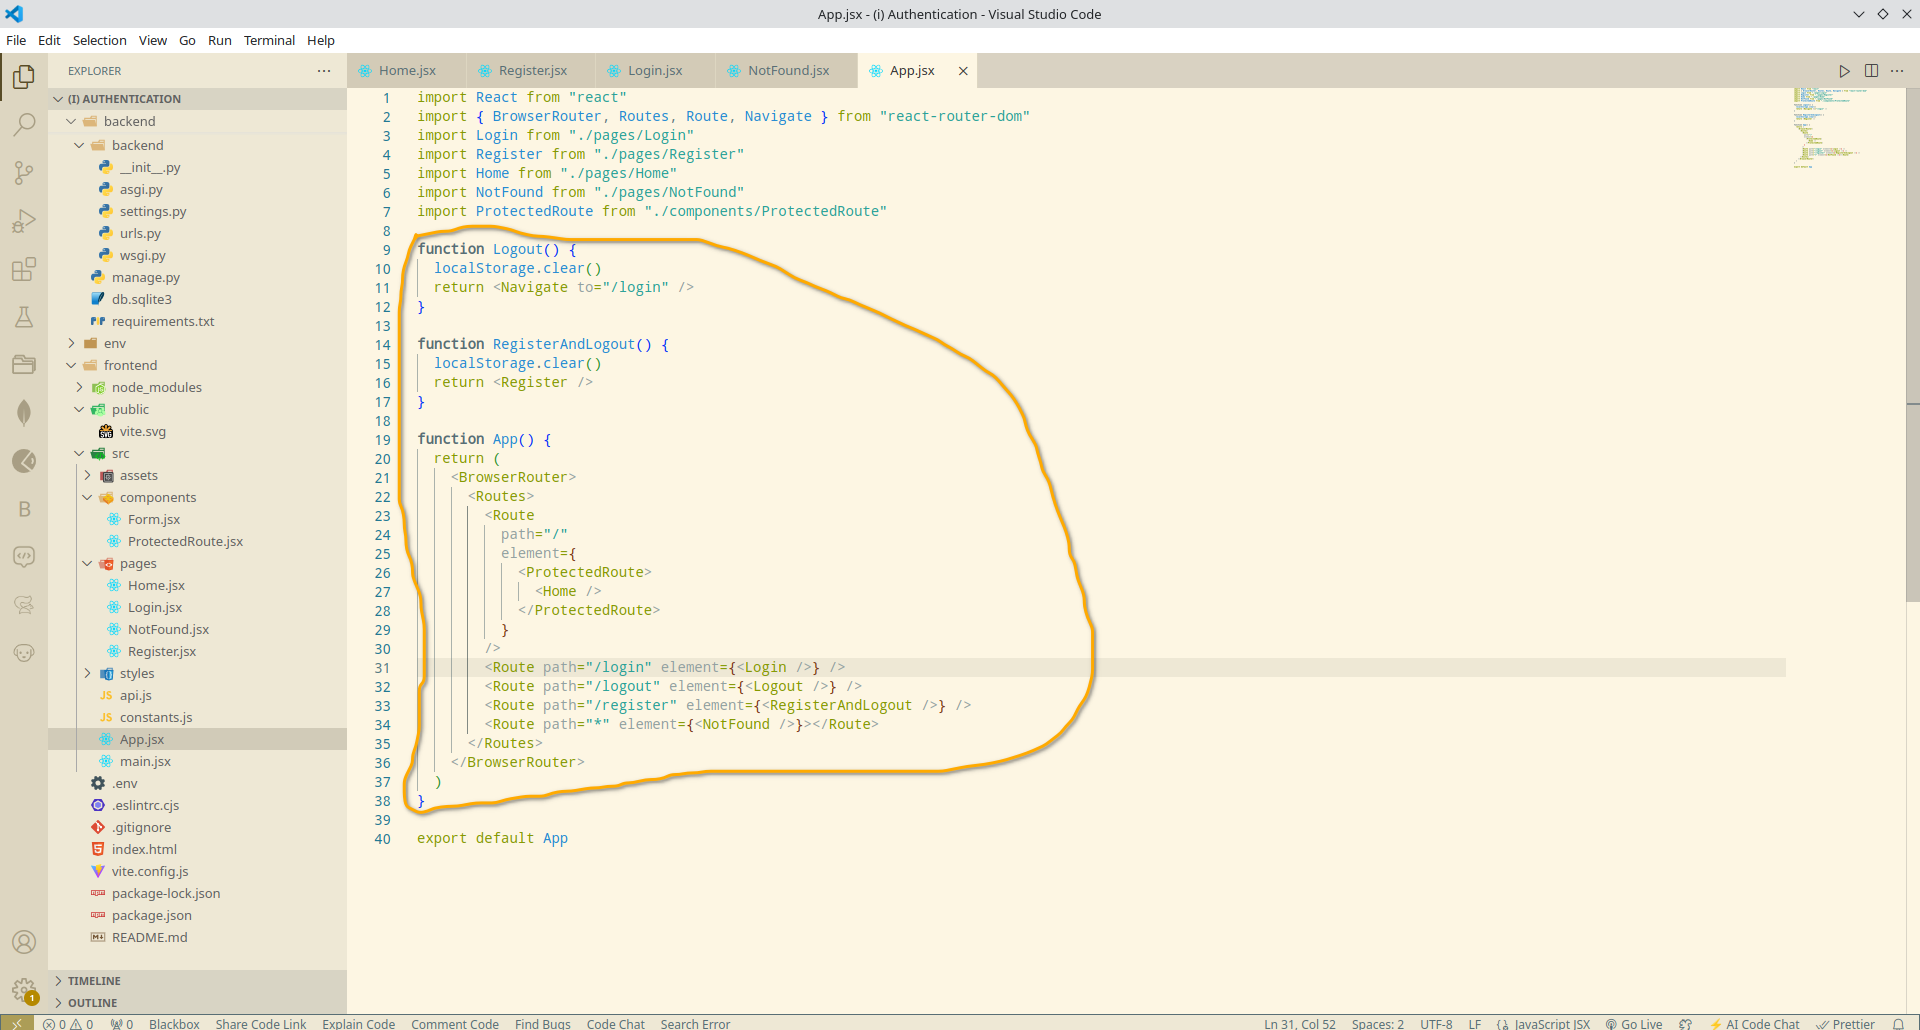 App.jsx - (i) Authentication - Visual Studio Code
File Edit Selection View Go Run Terminal Help
EXPLORER
(I) AUTHENTICATION
backend
backend
__init__.py
asgi.py
settings.py
urls.py
wsgi.py
manage.py
db.sqlite3
requirements.txt
env
frontend
node_modules
public
vite.svg
src
assets
components
Form.jsx
ProtectedRoute.jsx
pages
Home.jsx
Login.jsx
NotFound.jsx
Register.jsx
styles
JS api.js
JS constants.js
App.jsx
main.jsx
.env
.eslintrc.cjs
.gitignore
index.html
vite.config.js
package-lock.json
package.json
README.md
TIMELINE
OUTLINE
B
1
Home.jsx Register.jsx Login.jsx NotFound.jsx App.jsx
1 import React from "react"
2 import { BrowserRouter, Routes, Route, Navigate } from "react-router-dom"
3 import Login from "./pages/Login"
4 import Register from "./pages/Register"
5 import Home from "./pages/Home"
6 import NotFound from "./pages/NotFound"
7 import ProtectedRoute from "./components/ProtectedRoute"
8
9 function Logout() {
10 localStorage.clear()
11 return <Navigate to="/login" />
12 }
13
14 function RegisterAndLogout() {
15 localStorage.clear()
16 return <Register />
17 }
18
19 function App() {
20 return (
21 <BrowserRouter>
22 <Routes>
23 <Route
24 path="/"
25 element={
26 <ProtectedRoute>
27 <Home />
28 </ProtectedRoute>
29 }
30 />
31 <Route path="/login" element={<Login />} />
32 <Route path="/logout" element={<Logout />} />
33 <Route path="/register" element={<RegisterAndLogout />} />
34 <Route path="*" element={<NotFound />}></Route>
35 </Routes>
36 </BrowserRouter>
37 )
38 }
39
40 export default App
0 0 0 Blackbox Share Code Link Explain Code Comment Code Find Bugs Code Chat Search Error Ln 31, Col 52 Spaces: 2 UTF-8 LF JavaScript JSX Go Live AI Code Chat Prettier